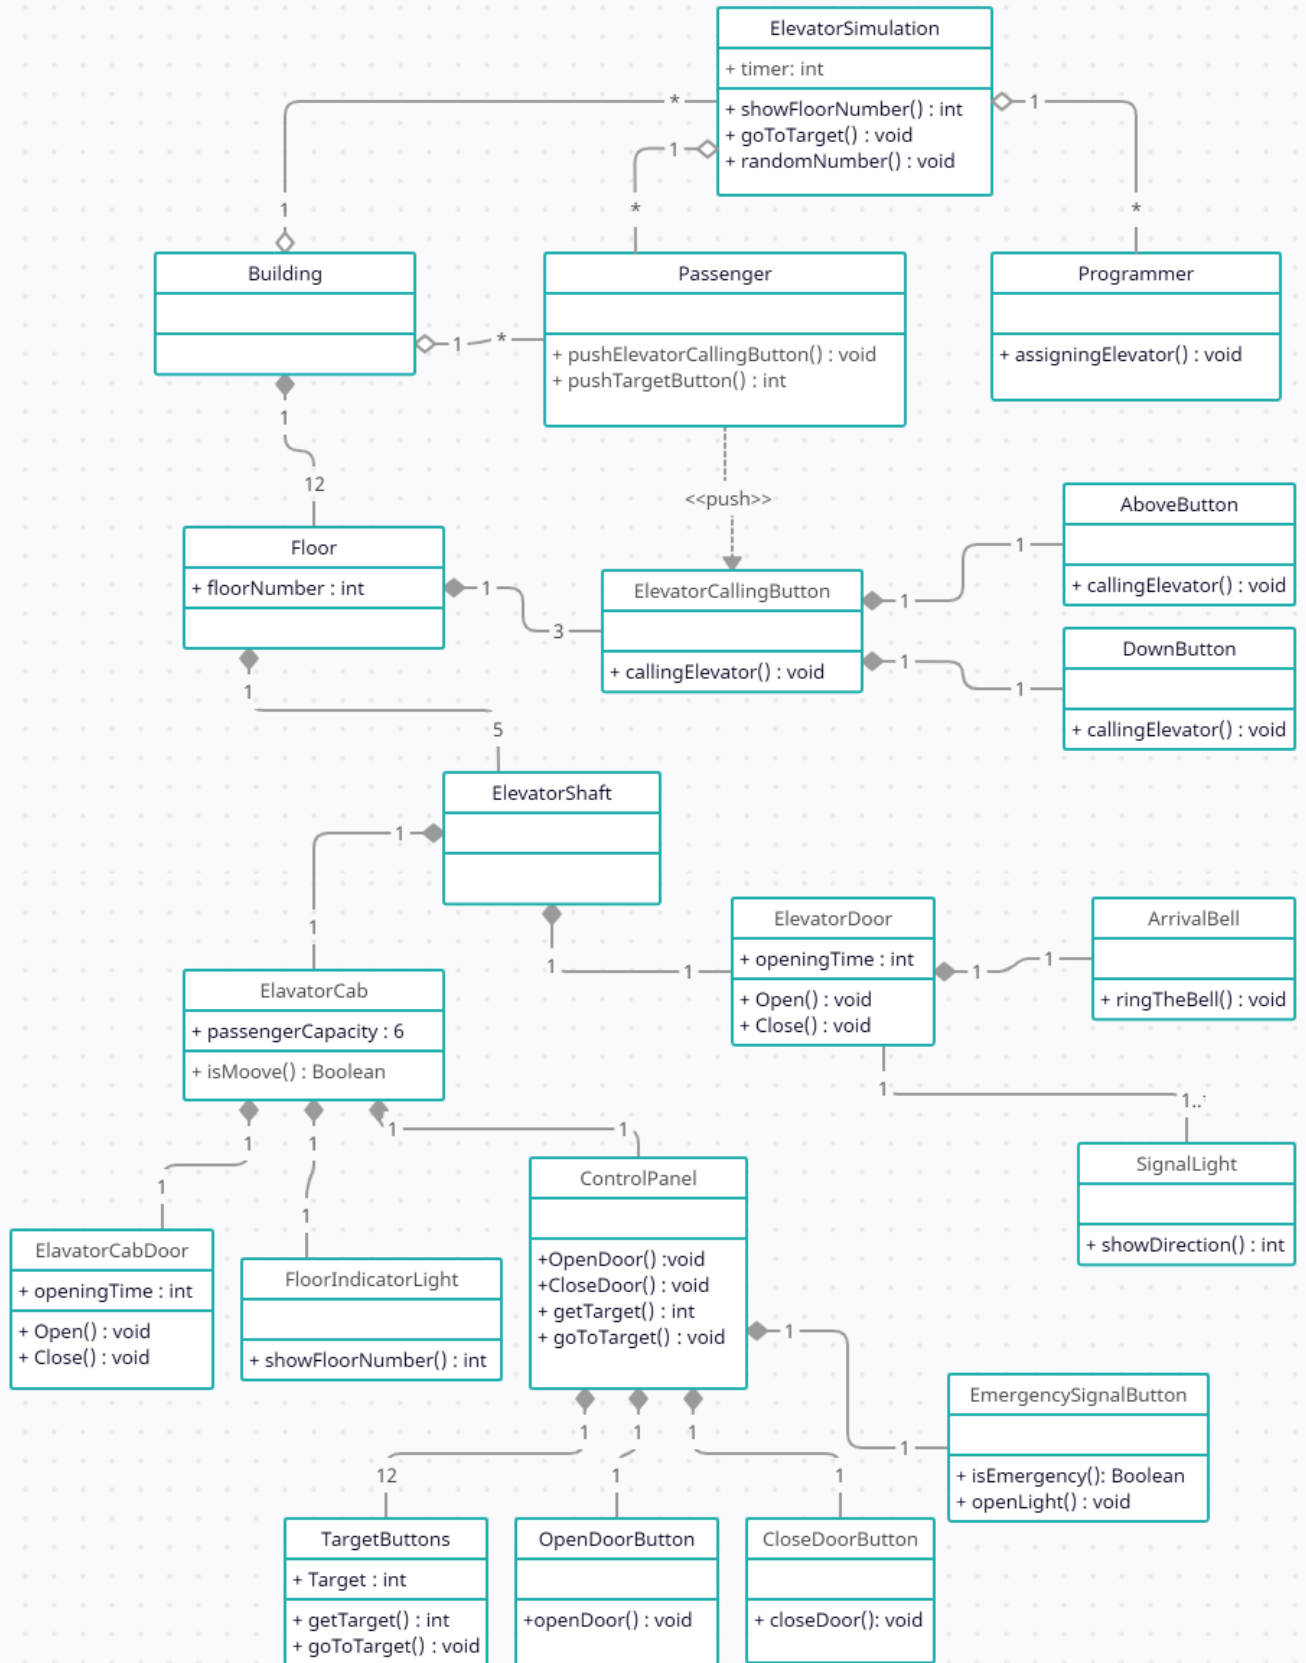 ElevatorSimulation
+ timer: int
+ showFloorNumber() : int
+ goToTarget() : void
+ randomNumber() : void
*
1
1
*
1
*
Building
1
*
Passenger
+ pushElevatorCallingButton() : void
+ pushTargetButton() : int
Programmer
+ assigningElevator() : void
1
12
<<push>>
Floor
+ floorNumber : int
1
3
ElevatorCallingButton
+ callingElevator() : void
1
1
AboveButton
+ callingElevator() : void
1
1
DownButton
+ callingElevator() : void
1
5
ElevatorShaft
1
1
1
1
ElevatorDoor
+ openingTime : int
+ Open() : void
+ Close() : void
1
1
ArrivalBell
+ ringTheBell() : void
1
SignalLight
+ showDirection() : int
ElavatorCab
+ passengerCapacity : 6
+ isMoove() : Boolean
1
1
1
1
1
1
ElavatorCabDoor
+ openingTime : int
+ Open() : void
+ Close() : void
FloorIndicatorLight
+ showFloorNumber() : int
ControlPanel
+OpenDoor() :void
+CloseDoor() : void
+ getTarget() : int
+ goToTarget() : void
1
1
EmergencySignalButton
+ isEmergency(): Boolean
+ openLight() : void
1
1
1
12
1
1
TargetButtons
+ Target : int
+ getTarget() : int
+ goToTarget() : void
OpenDoorButton
+openDoor() : void
CloseDoorButton
+ closeDoor(): void